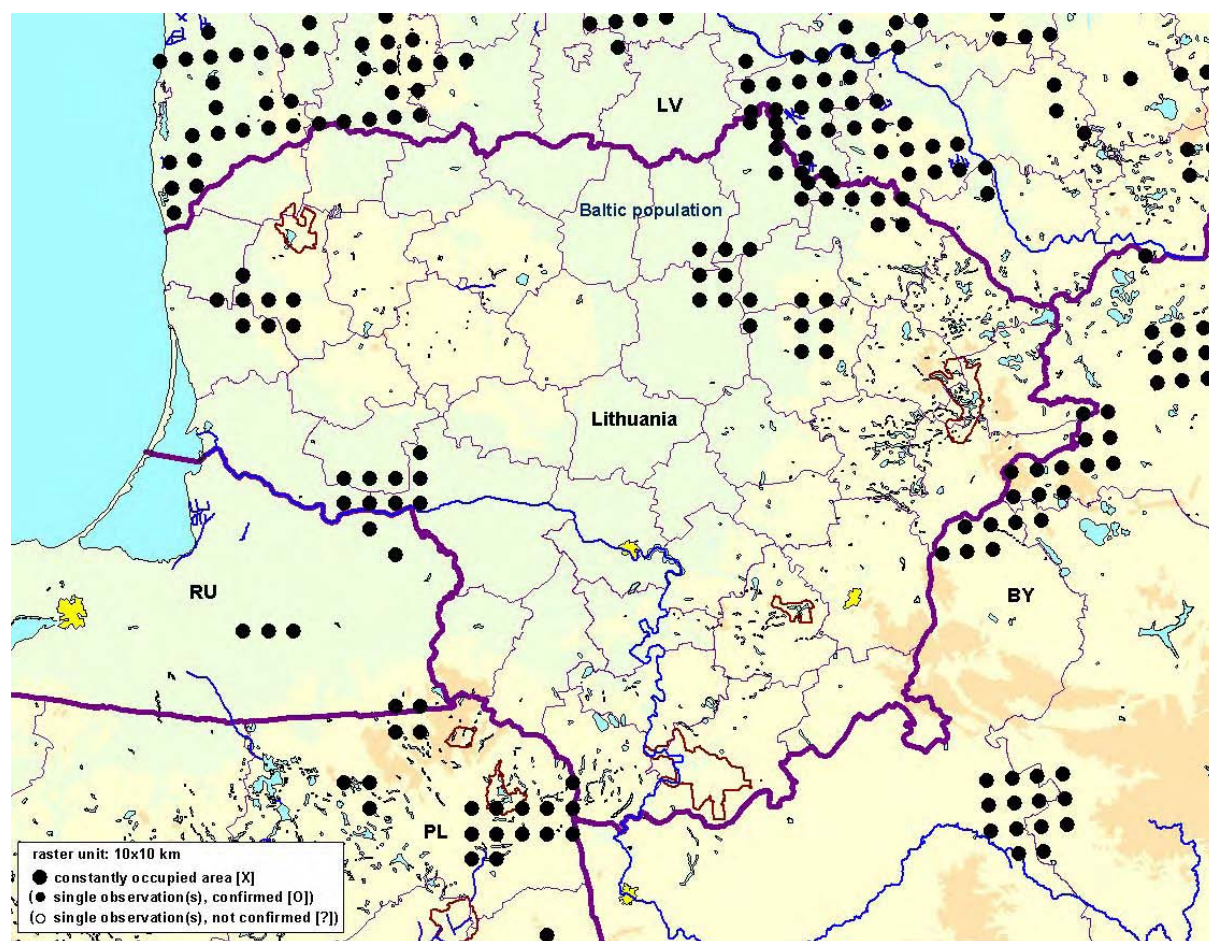 LV
Baltic population
Lithuania
RU
BY
PL
raster unit: 10x10 km
constantly occupied area [X]
(● single observation(s), confirmed [O])
(○ single observation(s), not confirmed [?])